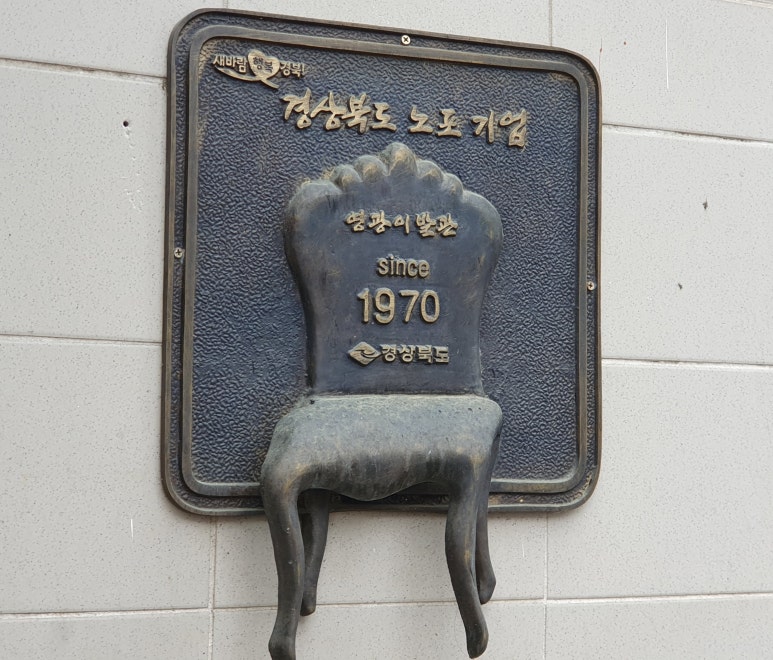 새바람 행복 경북!
경상북도 노포 기업
영광이발관
since
1970
경상북도